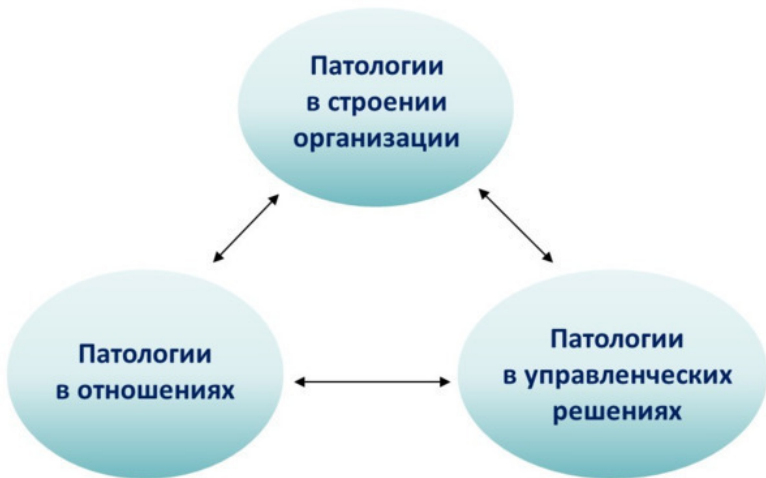 Патологии
в строении
организации
Патологии
в отношениях
Патологии
в управленческих
решениях